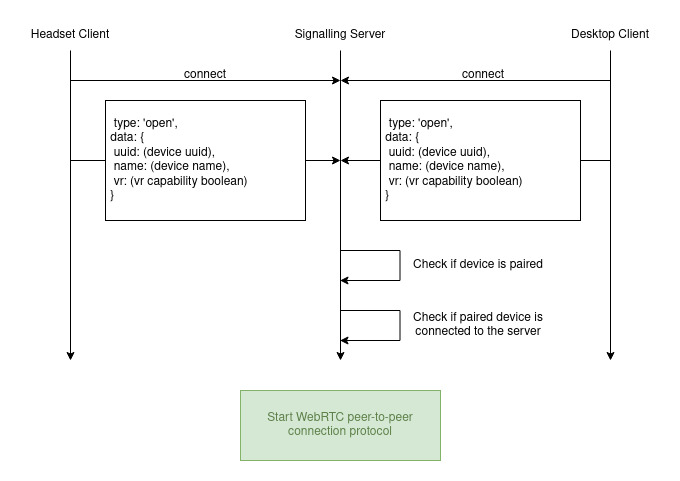 Headset Client
Signalling Server
Desktop Client
connect
connect
type: 'open',
data: {
uuid: (device uuid),
name: (device name),
vr: (vr capability boolean)
}
type: 'open',
data: {
uuid: (device uuid),
name: (device name),
vr: (vr capability boolean)
}
Check if device is paired
Check if paired device is
connected to the server
Start WebRTC peer-to-peer
connection protocol